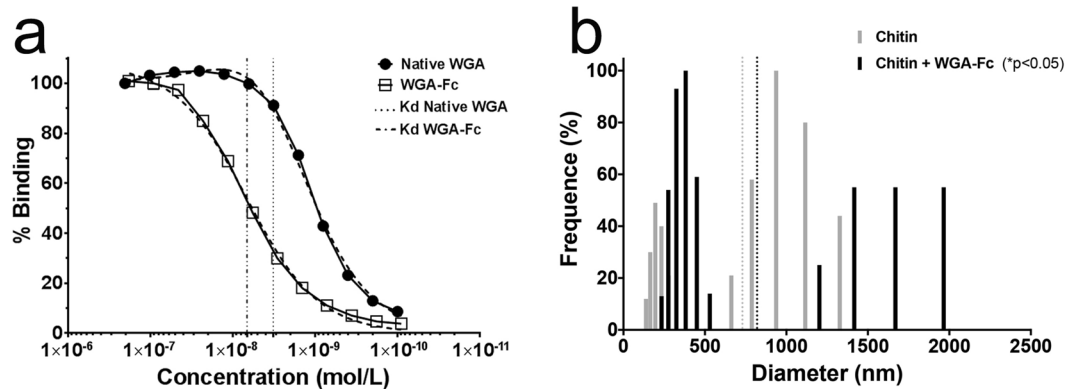 a
Native WGA
WGA-Fc
Kd Native WGA
Kd WGA-Fc
% Binding
100
80
60
40
20
0
1×10⁻⁶
1×10⁻⁷
1×10⁻⁸
1×10⁻⁹
1×10⁻¹⁰
1×10⁻¹¹
Concentration (mol/L)
b
Chitin
Chitin + WGA-Fc (*p<0.05)
Frequency (%)
100
80
60
40
20
0
0
500
1000
1500
2000
2500
Diameter (nm)